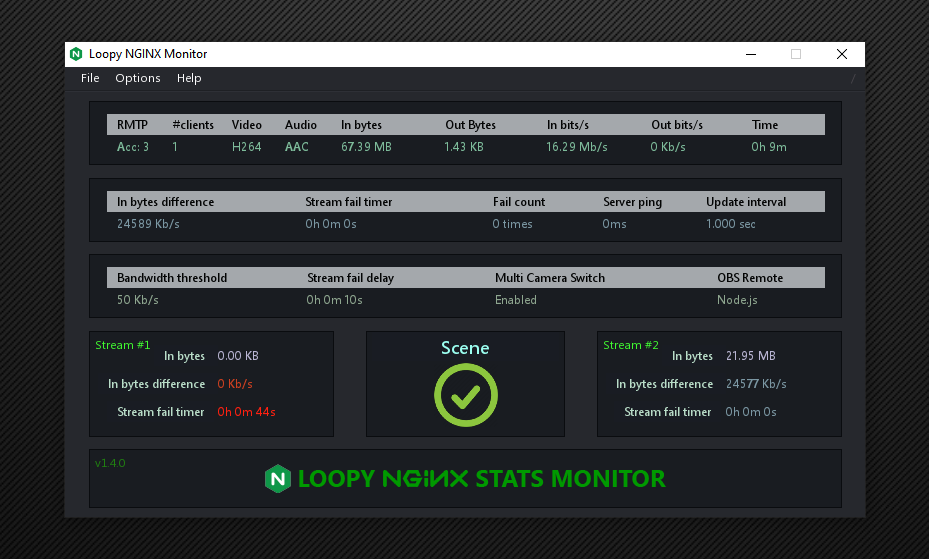 Loopy NGINX Monitor
File Options Help
RMTP #clients Video Audio In bytes Out Bytes In bits/s Out bits/s Time
Acc: 3 1 H264 AAC 67.39 MB 1.43 KB 16.29 Mb/s 0 Kb/s 0h 9m
In bytes difference Stream fail timer Fail count Server ping Update interval
24589 Kb/s 0h 0m 0s 0 times 0ms 1.000 sec
Bandwidth threshold Stream fail delay Multi Camera Switch OBS Remote
50 Kb/s 0h 0m 10s Enabled Node.js
Stream #1
In bytes 0.00 KB
In bytes difference 0 Kb/s
Stream fail timer 0h 0m 44s
Scene
Stream #2
In bytes 21.95 MB
In bytes difference 24577 Kb/s
Stream fail timer 0h 0m 0s
v1.4.0
N LOOPY NGINX STATS MONITOR